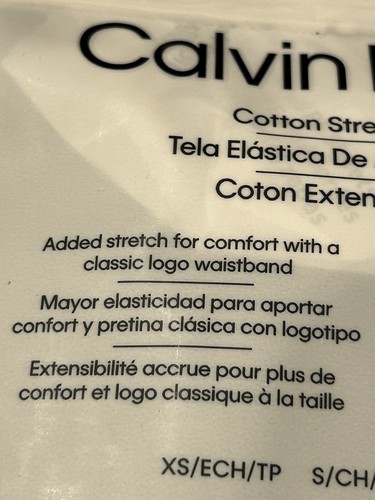 Calvin
Cotton Stre
Tela Elástica De
Coton Exten
Added stretch for comfort with a
classic logo waistband
Mayor elasticidad para aportar
confort y pretina clásica con logotipo
Extensibilité accrue pour plus de
confort et logo classique à la taille
XS/ECH/TP S/CH/